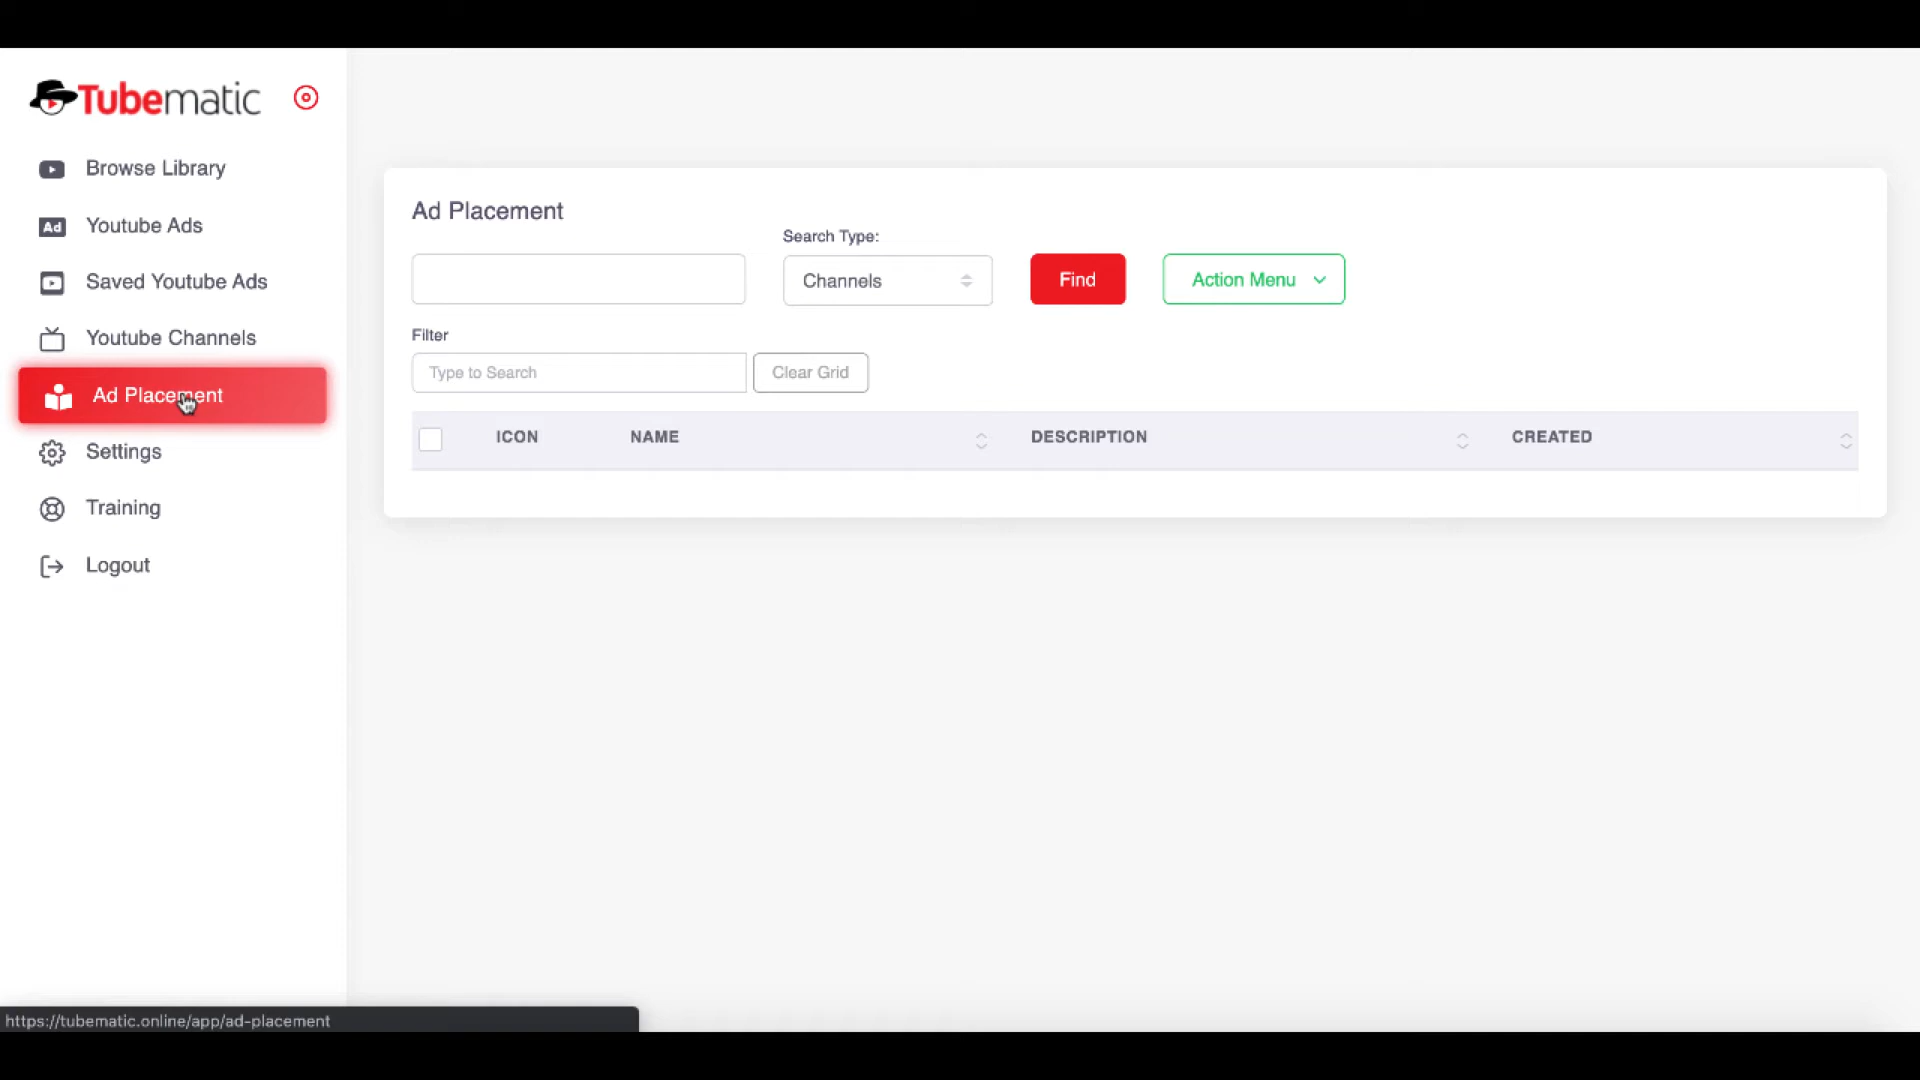 Tubematic
Browse Library
Ad Youtube Ads
Saved Youtube Ads
Youtube Channels
Ad Placement
Settings
Training
Logout
Ad Placement
Search Type:
Channels
Find
Action Menu
Filter
Type to Search
Clear Grid
ICON NAME DESCRIPTION CREATED
https://tubematic.online/app/ad-placement